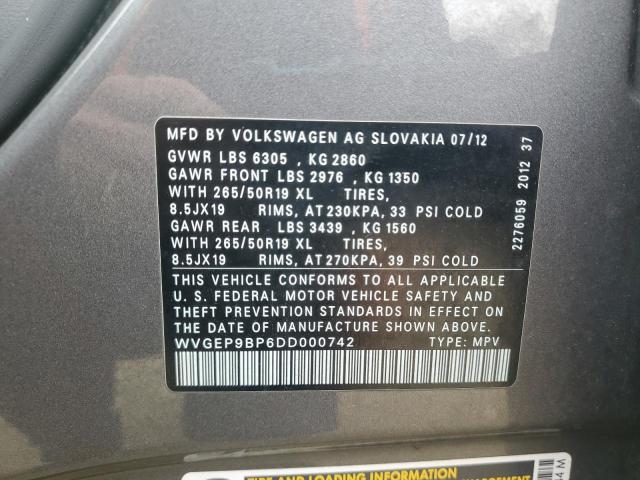 MFD BY VOLKSWAGEN AG SLOVAKIA 07/12
GVWR LBS 6305 , KG 2860
GAWR FRONT LBS 2976 , KG 1350
WITH 265/50R19 XL TIRES,
8.5JX19 RIMS, AT 230KPA, 33 PSI COLD
GAWR REAR LBS 3439 , KG 1560
WITH 265/50R19 XL TIRES,
8.5JX19 RIMS, AT 270KPA, 39 PSI COLD
THIS VEHICLE CONFORMS TO ALL APPLICABLE
U. S. FEDERAL MOTOR VEHICLE SAFETY AND
THEFT PREVENTION STANDARDS IN EFFECT
ON THE DATE OF MANUFACTURE SHOWN ABOVE.
WVGEP9BP6DD000742 TYPE: MPV
2276059 2012 37
TIRE AND LOADING INFORMATION